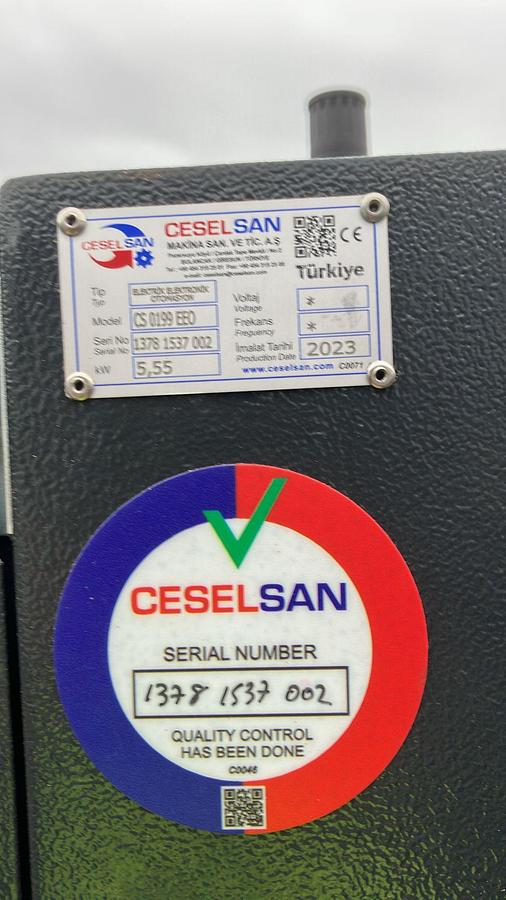 CESELSAN
CESELSAN
MAKİNA SAN. VE TİC. A.Ş
CE
Türkiye
Tip
Typ
ELECTRİK ELEKTRONİK
OTOMASYON
Model
CS 0199 EEO
Seri No
Serial No
1378 1537 002
kW
5,55
Voltaj
Voltage
*
Frekans
Frequency
*
İmalat Tarihi
Production Date
2023
www.ceselsan.com C0071
CESELSAN
SERIAL NUMBER
1378 1537 002
QUALITY CONTROL
HAS BEEN DONE
C0046